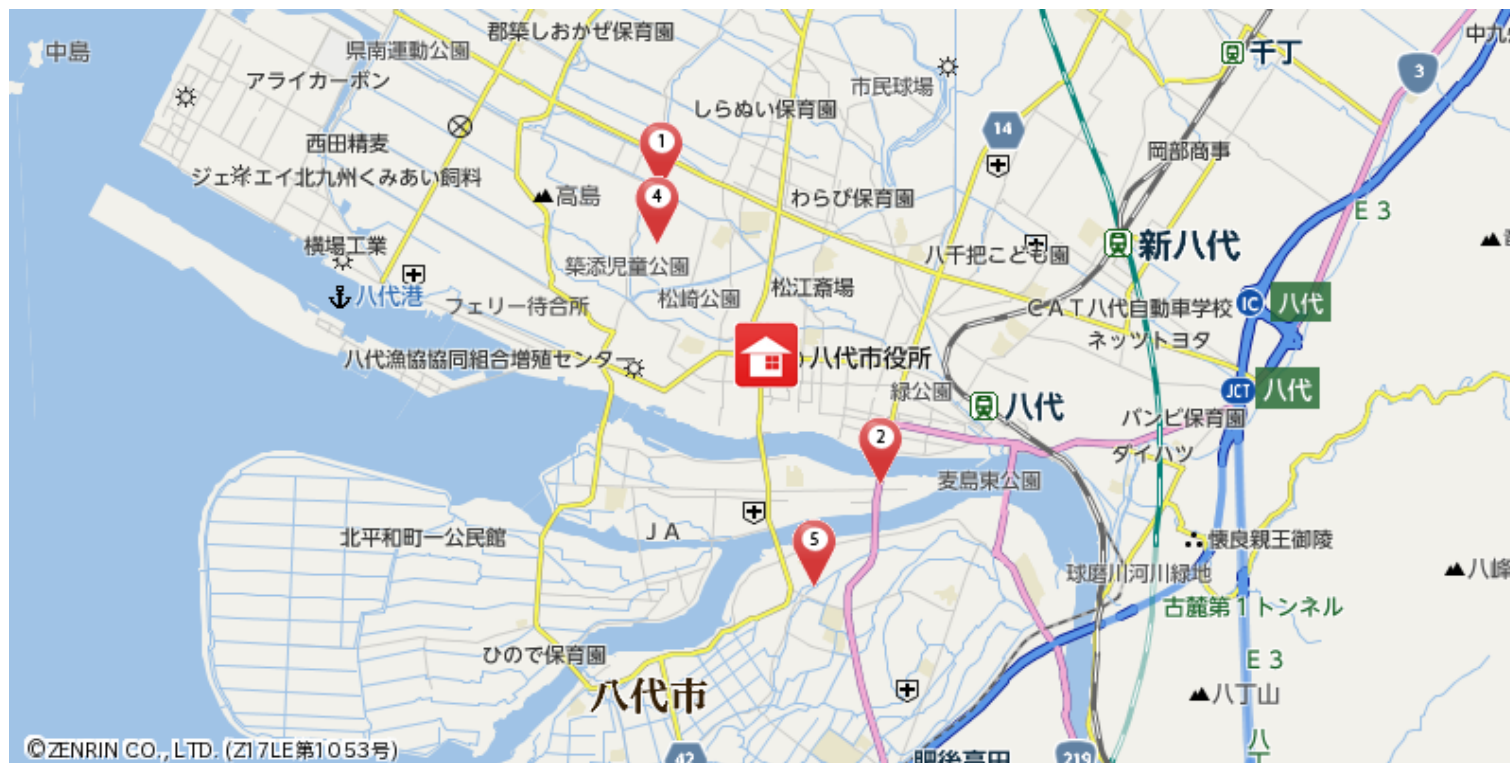 郡築しおかぜ保育園
中島
県南運動公園
千丁
3
アライカーボン
市民球場
しらぬい保育園
14
1
西田精麦
岡部商事
ジェイエイ北九州くみあい飼料
高島
4
わらび保育園
E3
横場工業
八千把こども園
新八代
築添児童公園
八代港
フェリー待合所
松崎公園
松江斎場
CAT八代自動車学校
IC
八代
ネッツトヨタ
八代漁協協同組合増殖センター
八代市役所
緑公園
八代
JCT
八代
バンビ保育園
2
ダイハツ
麦島東公園
北平和町一公民館
JA
5
懐良親王御陵
球磨川河川緑地
八峰
古麓第1トンネル
ひので保育園
八代市
E3
八丁山
©ZENRIN CO., LTD. (Z17LE第1053号)
42
肥後高田
219